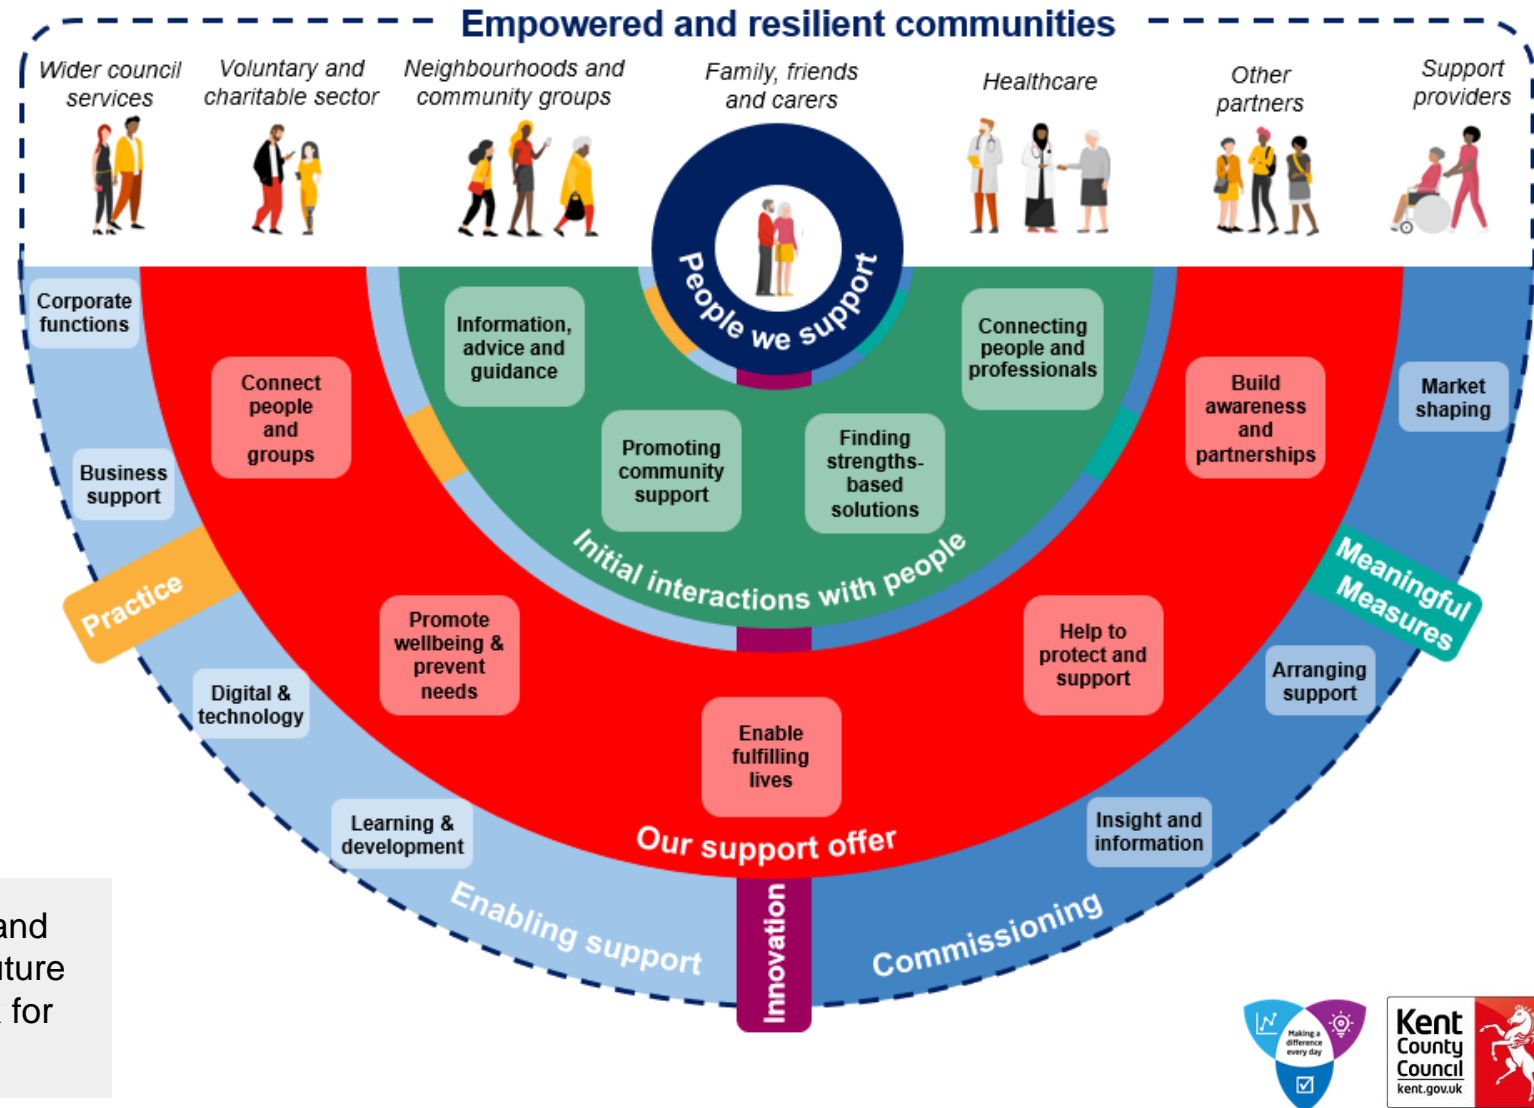 Empowered and resilient communities
Wider council
services
Voluntary and
charitable sector
Neighbourhoods and
community groups
Family, friends
and carers
Healthcare
Other
partners
Support
providers
People we support
Corporate
functions
Business
support
Practice
Digital &
technology
Learning &
development
Enabling support
Connect
people
and
groups
Promote
wellbeing &
prevent
needs
Enable
fulfilling
lives
Help to
protect and
support
Build
awareness
and
partnerships
Our support offer
Information,
advice and
guidance
Promoting
community
support
Finding
strengths-
based
solutions
Connecting
people and
professionals
Initial interactions with people
Innovation
Market
shaping
Meaningful
Measures
Arranging
support
Insight and
information
Commissioning
and
uture
for
Making a
difference
every day
Kent
County
Council
kent.gov.uk